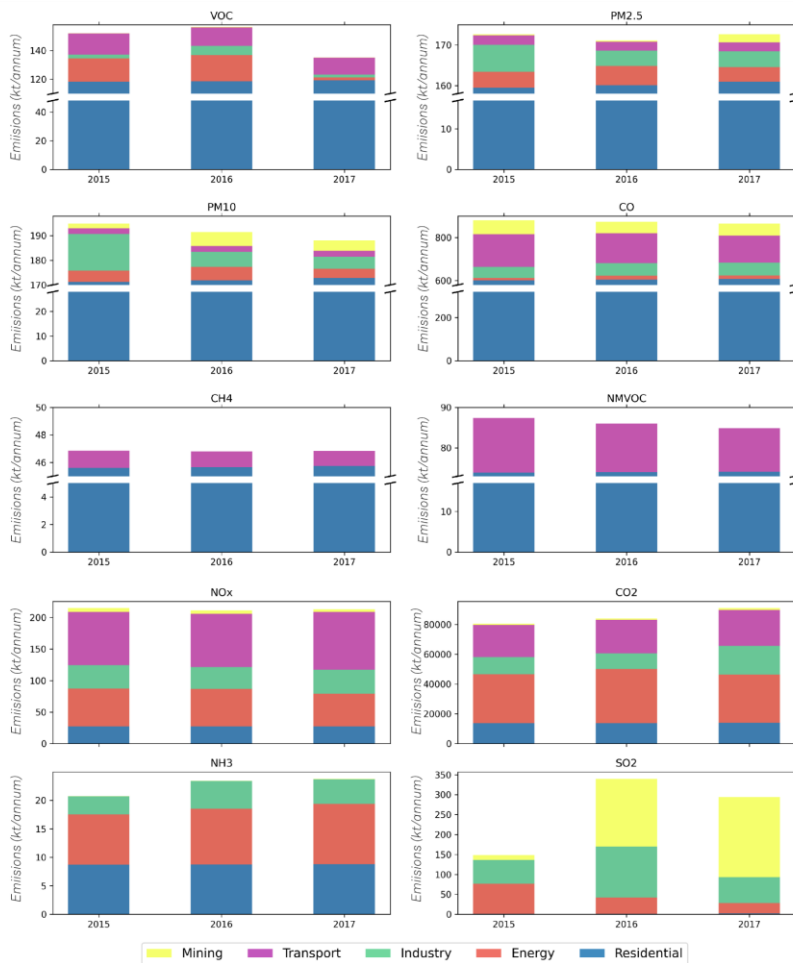 VOC
PM2.5
Emiisions (kt/annum)
140
120
40
20
0
2015 2016 2017
Emiisions (kt/annum)
170
160
10
0
2015 2016 2017
PM10
CO
Emiisions (kt/annum)
190
180
170
20
10
0
2015 2016 2017
Emiisions (kt/annum)
800
600
200
0
2015 2016 2017
CH4
NMVOC
Emiisions (kt/annum)
50
48
46
4
2
0
2015 2016 2017
Emiisions (kt/annum)
90
80
10
0
2015 2016 2017
NOx
CO2
Emiisions (kt/annum)
200
150
100
50
0
2015 2016 2017
Emiisions (kt/annum)
80000
60000
40000
20000
0
2015 2016 2017
NH3
SO2
Emiisions (kt/annum)
20
15
10
5
0
2015 2016 2017
Emiisions (kt/annum)
350
300
250
200
150
100
50
0
2015 2016 2017
Mining Transport Industry Energy Residential